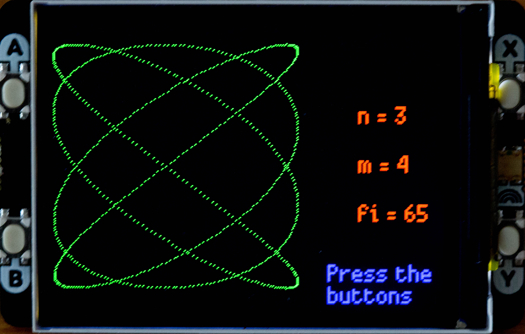 A
X
n = 3
m = 4
fi = 65
Press the
buttons
B
Y